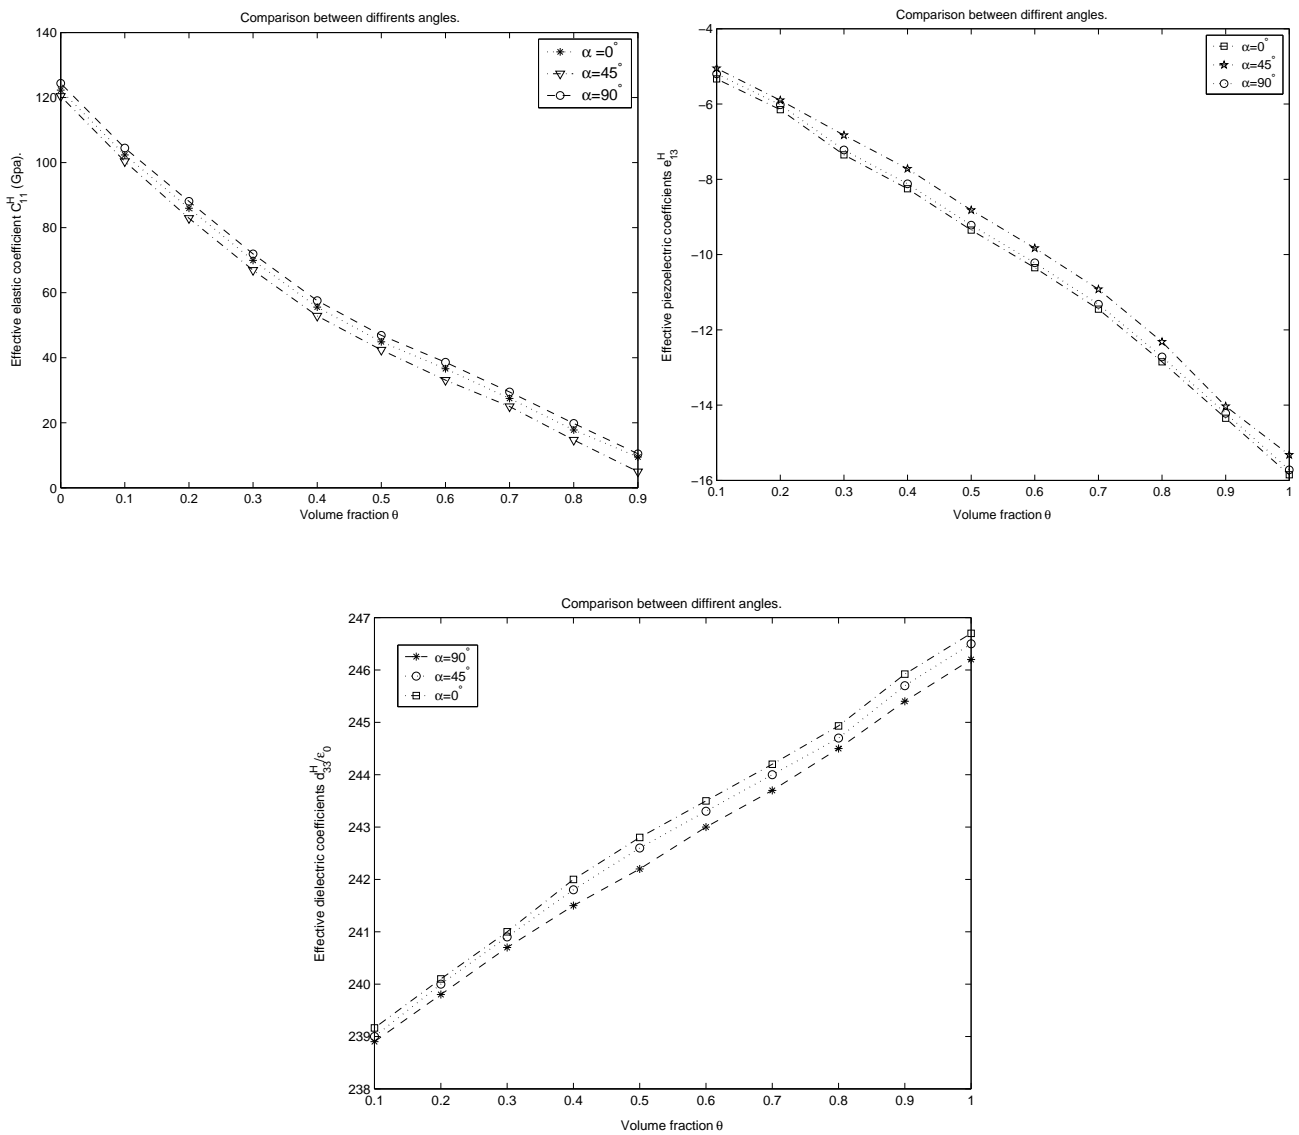 Comparison between diffirents angles.
Effective elastic coefficient C₁₁ᴴ (Gpa).
140
120
100
80
60
40
20
0
α =0°
α=45°
α=90°
0 0.1 0.2 0.3 0.4 0.5 0.6 0.7 0.8 0.9
Volume fraction θ
Comparison between diffirent angles.
Effective piezoelectric coefficients e₁₃ᴴ
−4
−6
−8
−10
−12
−14
−16
α=0°
α=45°
α=90°
0.1 0.2 0.3 0.4 0.5 0.6 0.7 0.8 0.9 1
Volume fraction θ
Comparison between diffirent angles.
Effective dielectric coefficients d₃₃ᴴ/ε₀
247
246
245
244
243
242
241
240
239
238
α=90°
α=45°
α=0°
0.1 0.2 0.3 0.4 0.5 0.6 0.7 0.8 0.9 1
Volume fraction θ